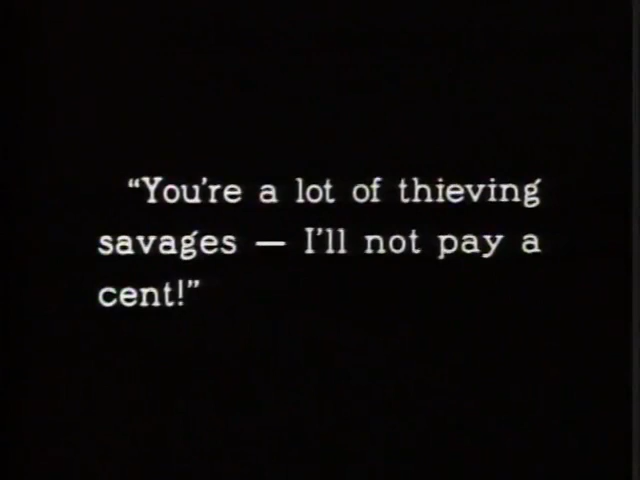 “You’re a lot of thieving
savages — I’ll not pay a
cent!”